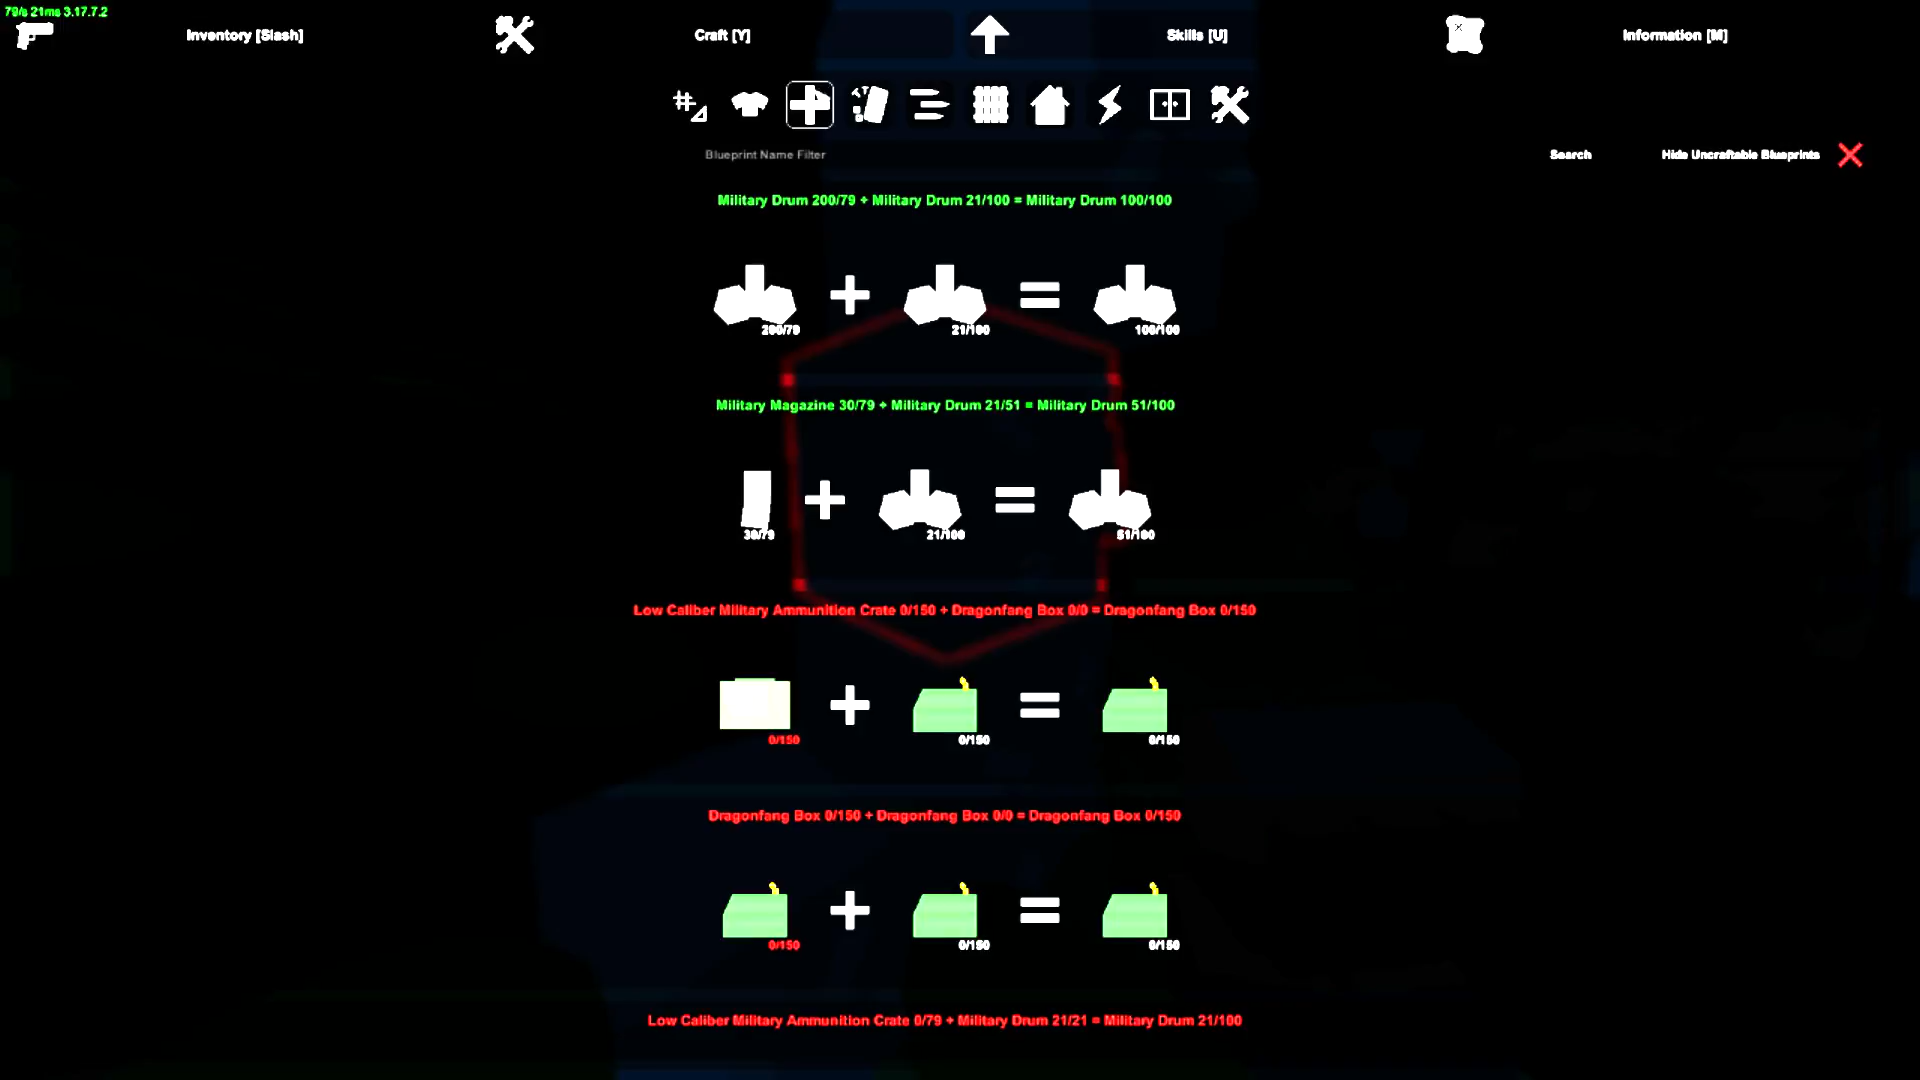 79/s 21ms 3.17.7.2
Inventory [Slash]
Craft [Y]
Skills [U]
Information [M]
Blueprint Name Filter
Search
Hide Uncraftable Blueprints
Military Drum 200/79 + Military Drum 21/100 = Military Drum 100/100
200/79
21/100
100/100
Military Magazine 30/79 + Military Drum 21/51 = Military Drum 51/100
30/79
21/100
51/100
Low Caliber Military Ammunition Crate 0/150 + Dragonfang Box 0/0 = Dragonfang Box 0/150
0/150
0/150
0/150
Dragonfang Box 0/150 + Dragonfang Box 0/0 = Dragonfang Box 0/150
0/150
0/150
0/150
Low Caliber Military Ammunition Crate 0/79 + Military Drum 21/21 = Military Drum 21/100